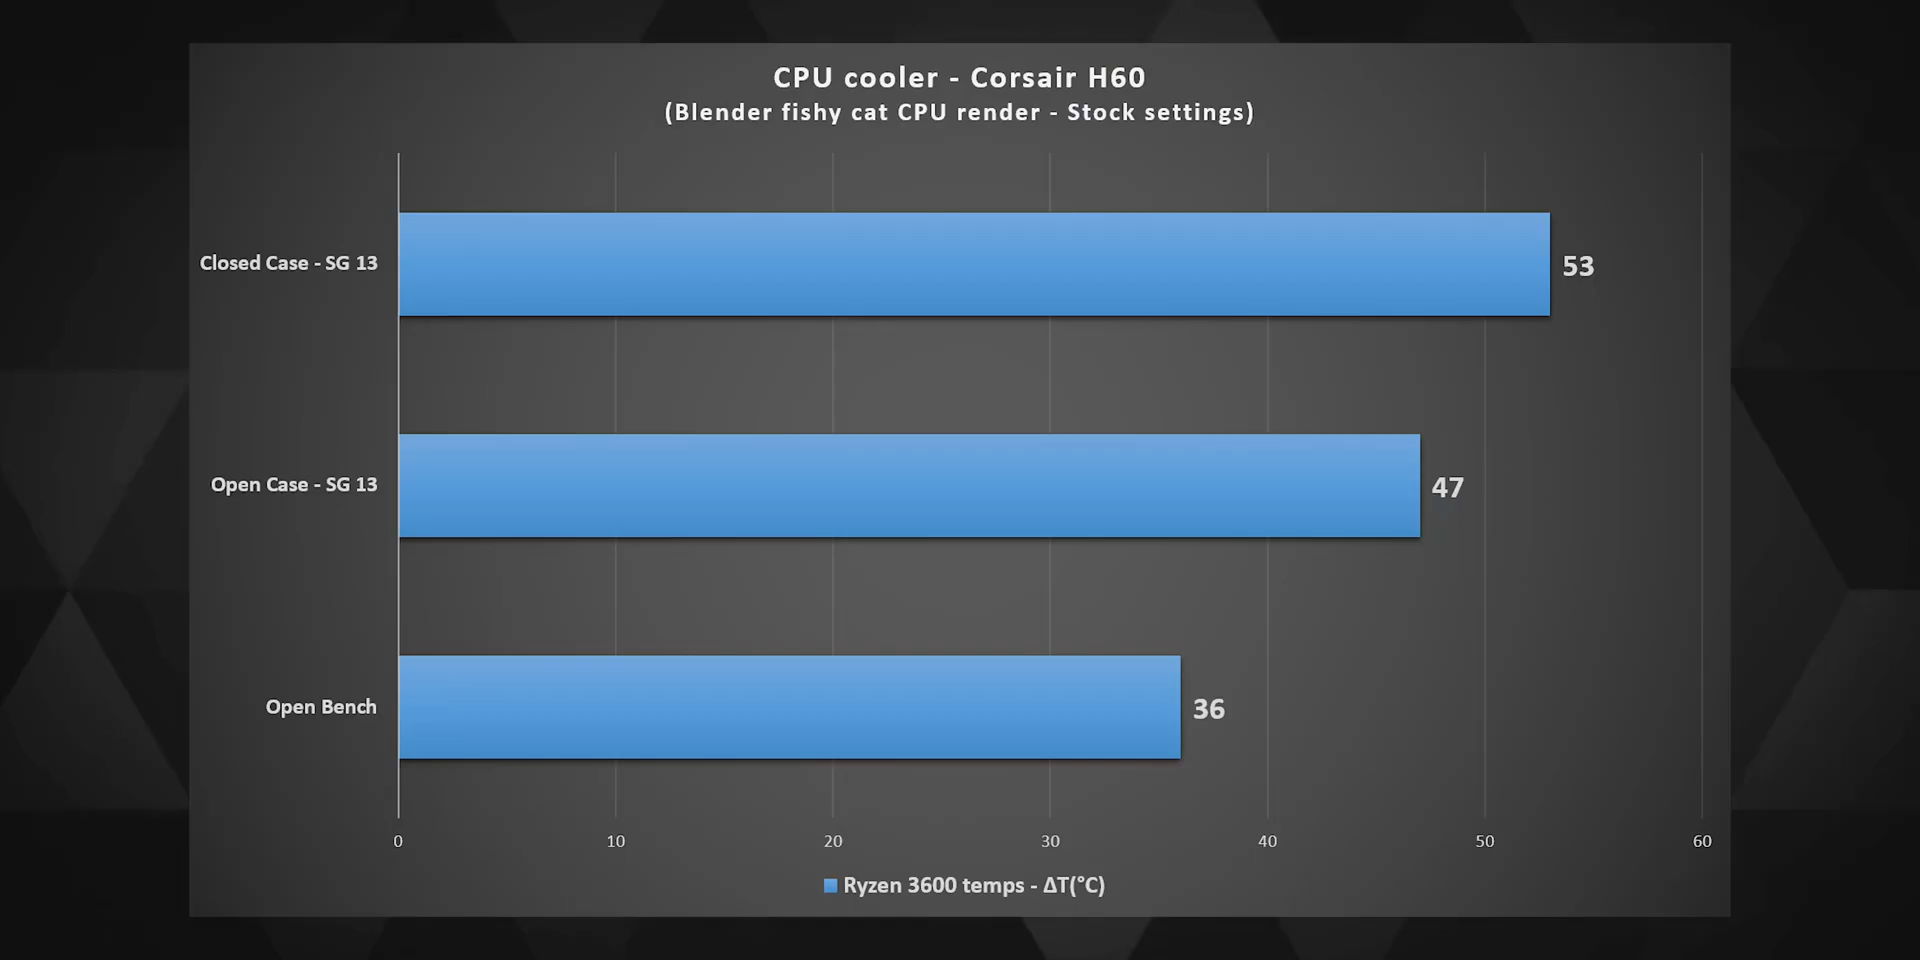 CPU cooler - Corsair H60
(Blender fishy cat CPU render - Stock settings)
Closed Case - SG 13
53
Open Case - SG 13
47
Open Bench
36
0 10 20 30 40 50 60
Ryzen 3600 temps - ΔT(°C)